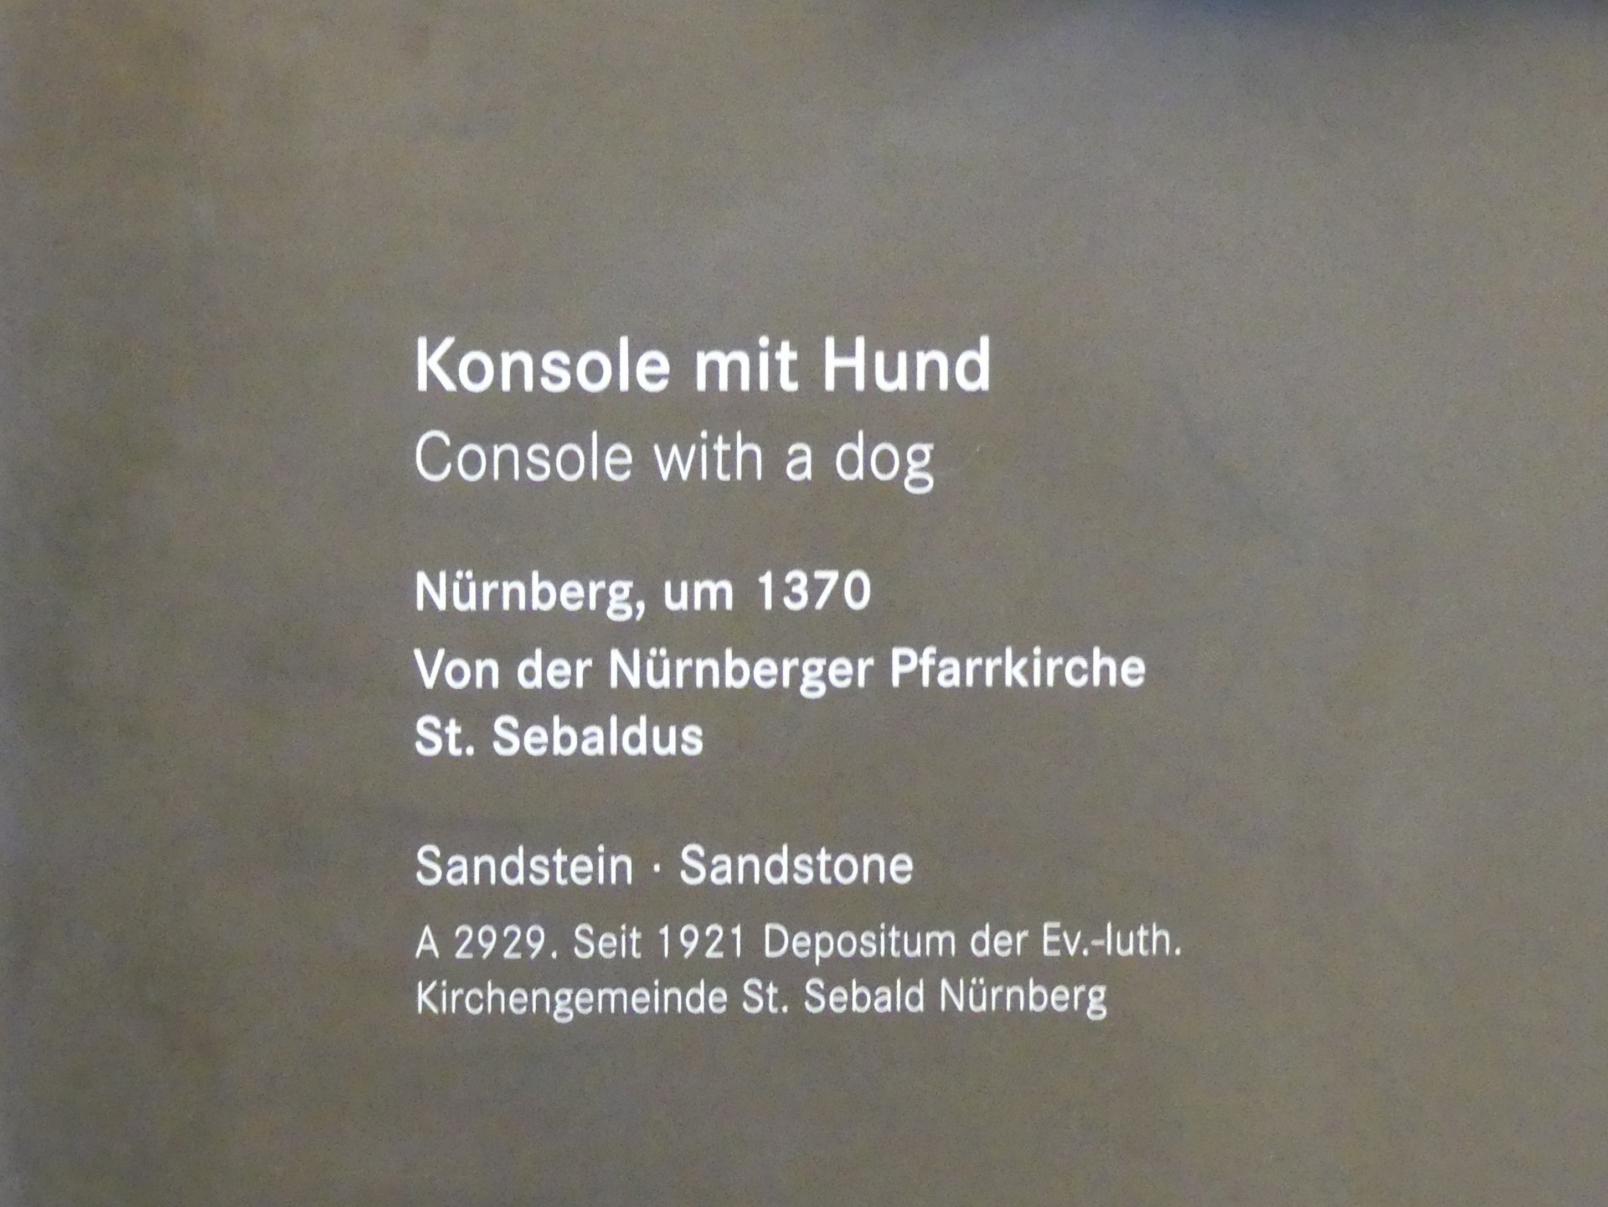 Konsole mit Hund
Console with a dog
Nürnberg, um 1370
Von der Nürnberger Pfarrkirche
St. Sebaldus
Sandstein · Sandstone
A 2929. Seit 1921 Depositum der Ev.-luth.
Kirchengemeinde St. Sebald Nürnberg